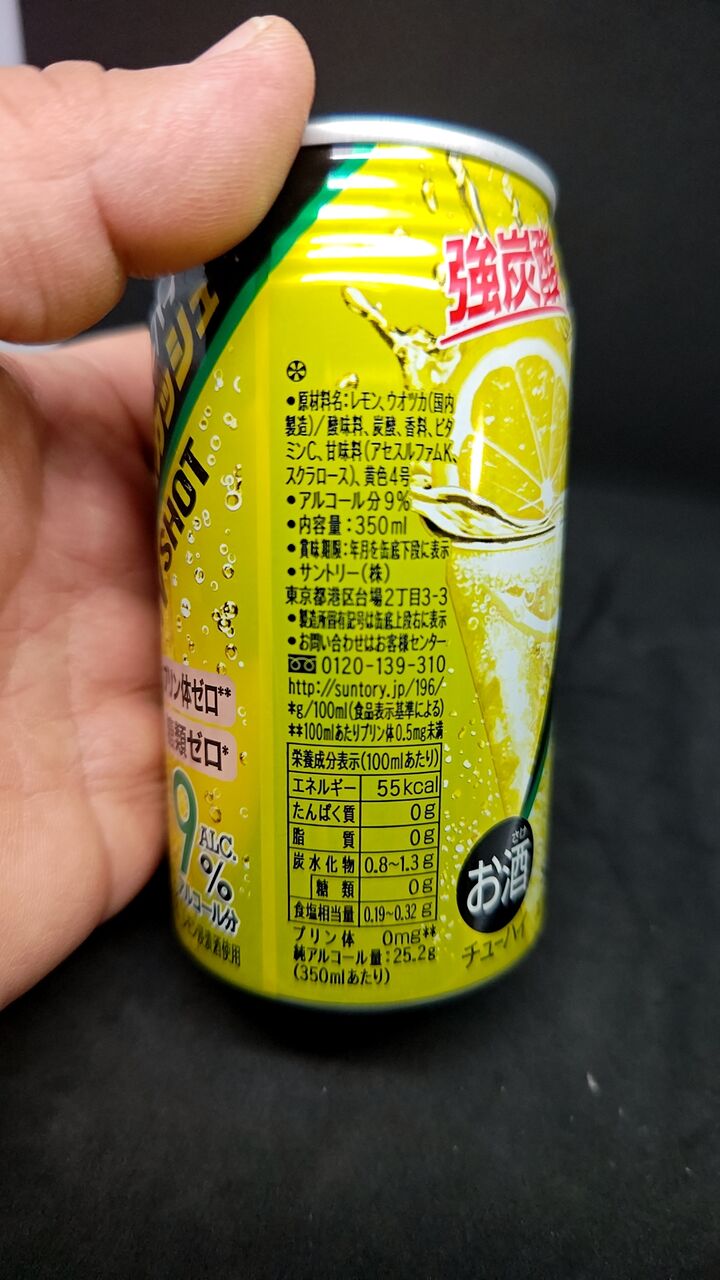 強炭酸
SHOT
●原材料名:レモン、ウオツカ(国内
製造)/酸味料、炭酸、香料、ビタ
ミンC、甘味料(アセスルファムK、
スクラロース)、黄色4号
●アルコール分9%
●内容量:350ml
●賞味期限:年月を缶底下段に表示
●サントリー(株)
東京都港区台場2丁目3-3
●製造所固有記号は缶底上段右に表示
●お問い合わせはお客様センター
0120-139-310
http://suntory.jp/196/
*g/100ml(食品表示基準による)
**100mlあたりプリン体0.5mg未満
栄養成分表示(100mlあたり)
エネルギー 55kcal
たんぱく質 0g
脂質 0g
炭水化物 0.8~1.3g
糖類 0g
食塩相当量 0.19~0.32g
プリン体 0mg**
純アルコール量:25.2g
(350mlあたり)
プリン体ゼロ**
糖類ゼロ*
9
ALC.
%
アルコール分
さけ
お酒
チューハイ